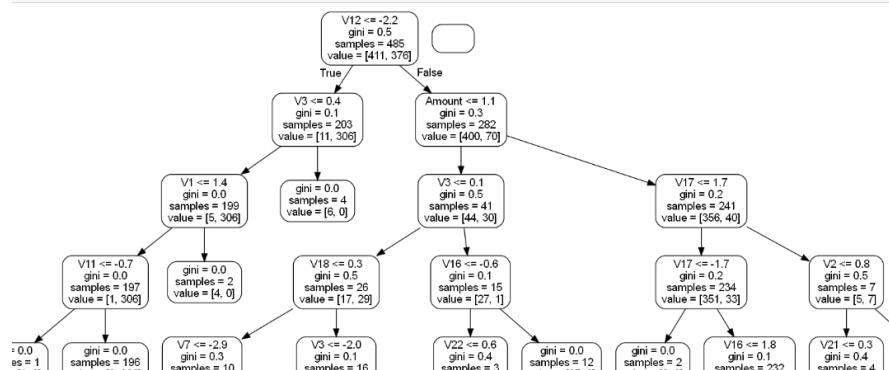 V12 <= -2.2
gini = 0.5
samples = 485
value = [411, 376]
True
False
V3 <= 0.4
gini = 0.1
samples = 203
value = [11, 306]
Amount <= 1.1
gini = 0.3
samples = 282
value = [400, 70]
V1 <= 1.4
gini = 0.0
samples = 199
value = [5, 306]
gini = 0.0
samples = 4
value = [6, 0]
V3 <= 0.1
gini = 0.5
samples = 41
value = [44, 30]
V17 <= 1.7
gini = 0.2
samples = 241
value = [356, 40]
V11 <= -0.7
gini = 0.0
samples = 197
value = [1, 306]
gini = 0.0
samples = 2
value = [4, 0]
V18 <= 0.3
gini = 0.5
samples = 26
value = [17, 29]
V16 <= -0.6
gini = 0.1
samples = 15
value = [27, 1]
V17 <= -1.7
gini = 0.2
samples = 234
value = [351, 33]
V2 <= 0.8
gini = 0.5
samples = 7
value = [5, 7]
= 0.0
es = 1
gini = 0.0
samples = 196
V7 <= -2.9
gini = 0.3
samples = 10
V3 <= -2.0
gini = 0.1
samples = 16
V22 <= 0.6
gini = 0.4
samples = 3
gini = 0.0
samples = 12
gini = 0.0
samples = 2
V16 <= 1.8
gini = 0.1
samples = 232
V21 <= 0.3
gini = 0.4
samples = 4